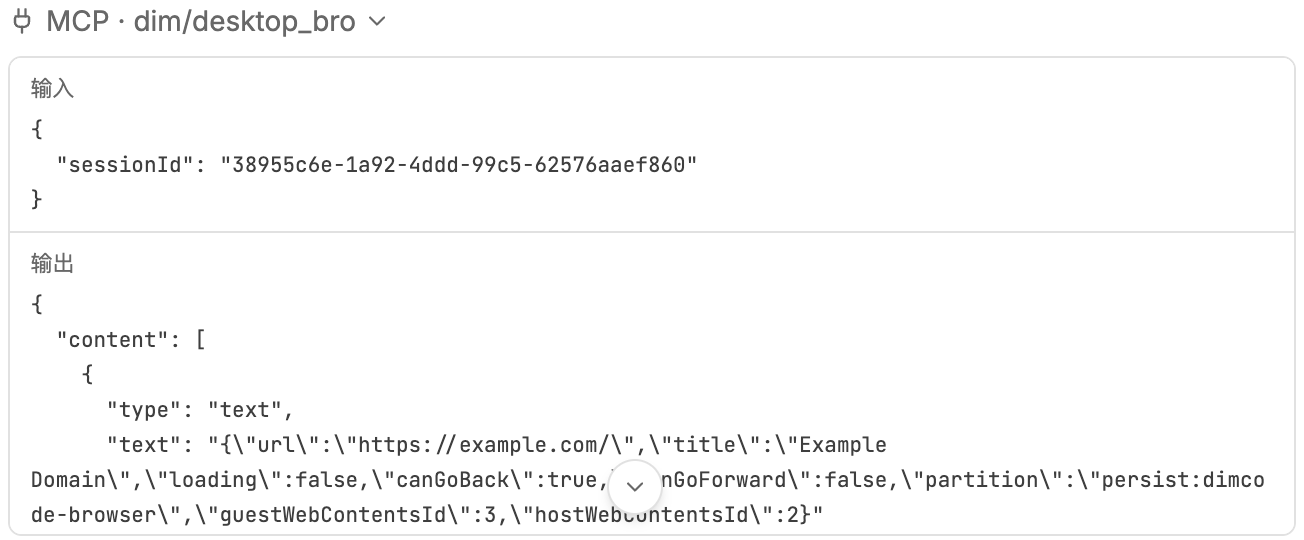 MCP · dim/desktop_bro
输入
{
"sessionId": "38955c6e-1a92-4ddd-99c5-62576aaef860"
}
输出
{
"content": [
{
"type": "text",
"text": "{\"url\":\"https://example.com/\",\"title\":\"Example
Domain\",\"loading\":false,\"canGoBack\":true, nGoForward\":false,\"partition\":\"persist:dimco
de-browser\",\"guestWebContentsId\":3,\"hostWebContentsId\":2}"